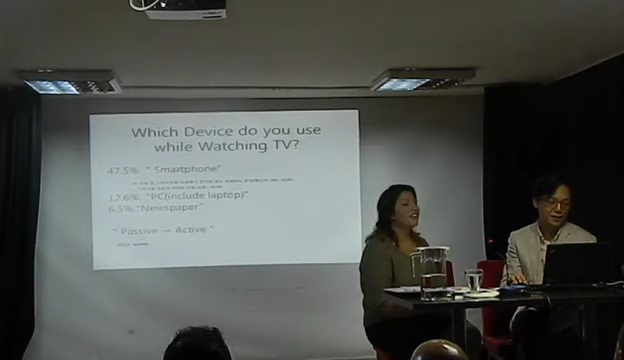 Which Device do you use
while Watching TV?
47.5% " Smartphone"
12.6% "PC(include laptop)"
6.5% "Newspaper"
" Passive → Active "